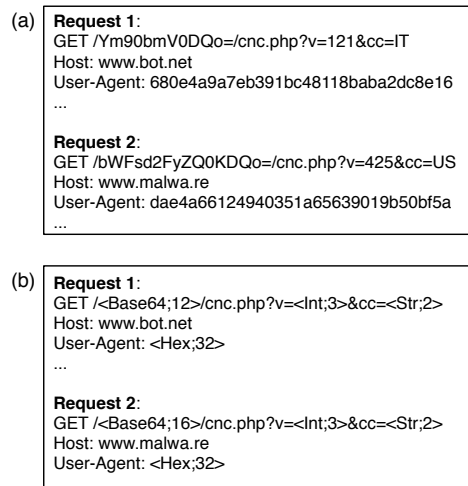 (a)
Request 1:
GET /Ym90bmV0DQo=/cnc.php?v=121&cc=IT
Host: www.bot.net
User-Agent: 680e4a9a7eb391bc48118baba2dc8e16
...
Request 2:
GET /bWFsd2FyZQ0KDQo=/cnc.php?v=425&cc=US
Host: www.malwa.re
User-Agent: dae4a66124940351a65639019b50bf5a
...
(b)
Request 1:
GET /<Base64;12>/cnc.php?v=<Int;3>&cc=<Str;2>
Host: www.bot.net
User-Agent: <Hex;32>
...
Request 2:
GET /<Base64;16>/cnc.php?v=<Int;3>&cc=<Str;2>
Host: www.malwa.re
User-Agent: <Hex;32>